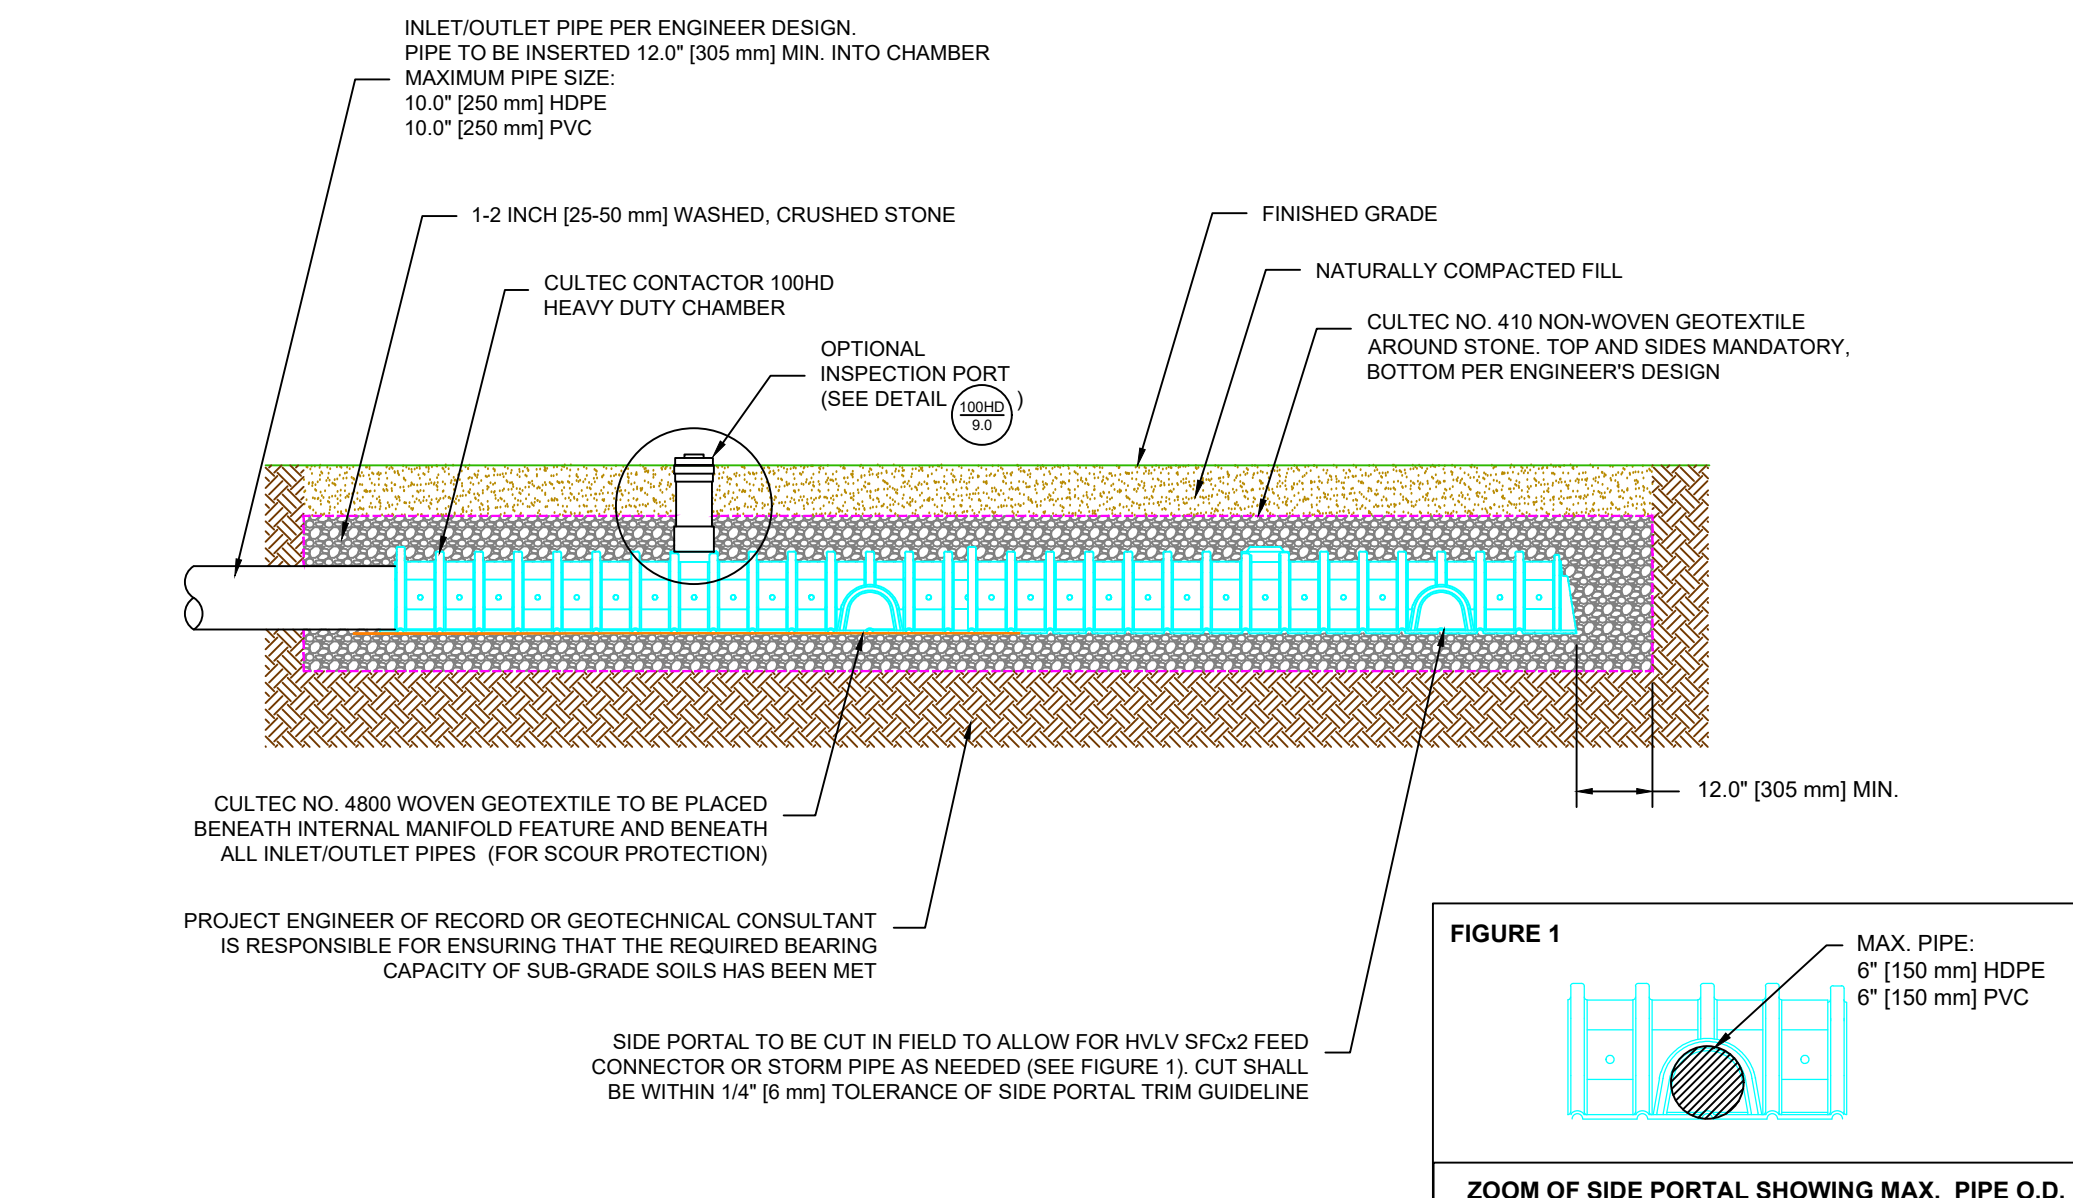 INLET/OUTLET PIPE PER ENGINEER DESIGN.
PIPE TO BE INSERTED 12.0" [305 mm] MIN. INTO CHAMBER
MAXIMUM PIPE SIZE:
10.0" [250 mm] HDPE
10.0" [250 mm] PVC
1-2 INCH [25-50 mm] WASHED, CRUSHED STONE
FINISHED GRADE
CULTEC CONTACTOR 100HD
HEAVY DUTY CHAMBER
NATURALLY COMPACTED FILL
OPTIONAL
INSPECTION PORT
(SEE DETAIL 100HD )
9.0
CULTEC NO. 410 NON-WOVEN GEOTEXTILE
AROUND STONE. TOP AND SIDES MANDATORY,
BOTTOM PER ENGINEER'S DESIGN
12.0" [305 mm] MIN.
CULTEC NO. 4800 WOVEN GEOTEXTILE TO BE PLACED
BENEATH INTERNAL MANIFOLD FEATURE AND BENEATH
ALL INLET/OUTLET PIPES (FOR SCOUR PROTECTION)
PROJECT ENGINEER OF RECORD OR GEOTECHNICAL CONSULTANT
IS RESPONSIBLE FOR ENSURING THAT THE REQUIRED BEARING
CAPACITY OF SUB-GRADE SOILS HAS BEEN MET
SIDE PORTAL TO BE CUT IN FIELD TO ALLOW FOR HVLV SFCx2 FEED
CONNECTOR OR STORM PIPE AS NEEDED (SEE FIGURE 1). CUT SHALL
BE WITHIN 1/4" [6 mm] TOLERANCE OF SIDE PORTAL TRIM GUIDELINE
FIGURE 1
MAX. PIPE:
6" [150 mm] HDPE
6" [150 mm] PVC
ZOOM OF SIDE PORTAL SHOWING MAX. PIPE O.D.